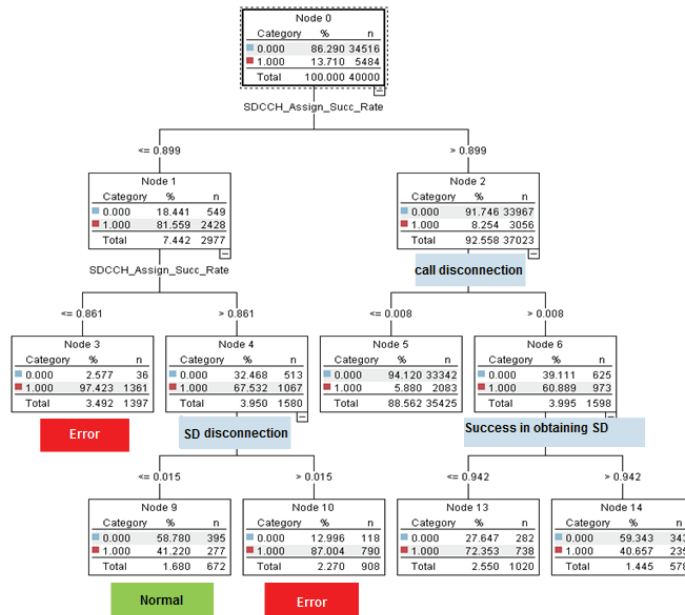 Node 0
Category % n
0.000 86.290 34516
1.000 13.710 5484
Total 100.000 40000
SDCCH_Assign_Succ_Rate
<= 0.899
> 0.899
Node 1
Category % n
0.000 18.441 549
1.000 81.559 2428
Total 7.442 2977
Node 2
Category % n
0.000 91.746 33967
1.000 8.254 3056
Total 92.558 37023
SDCCH_Assign_Succ_Rate
call disconnection
<= 0.861
> 0.861
<= 0.008
> 0.008
Node 3
Category % n
0.000 2.577 36
1.000 97.423 1361
Total 3.492 1397
Node 4
Category % n
0.000 32.468 513
1.000 67.532 1067
Total 3.950 1580
Node 5
Category % n
0.000 94.120 33342
1.000 5.880 2083
Total 88.562 35425
Node 6
Category % n
0.000 39.111 625
1.000 60.889 973
Total 3.995 1598
Error
SD disconnection
Success in obtaining SD
<= 0.015
> 0.015
<= 0.942
> 0.942
Node 9
Category % n
0.000 58.780 395
1.000 41.220 277
Total 1.680 672
Node 10
Category % n
0.000 12.996 118
1.000 87.004 790
Total 2.270 908
Node 13
Category % n
0.000 27.647 282
1.000 72.353 738
Total 2.550 1020
Node 14
Category % n
0.000 59.343 343
1.000 40.657 235
Total 1.445 578
Normal
Error